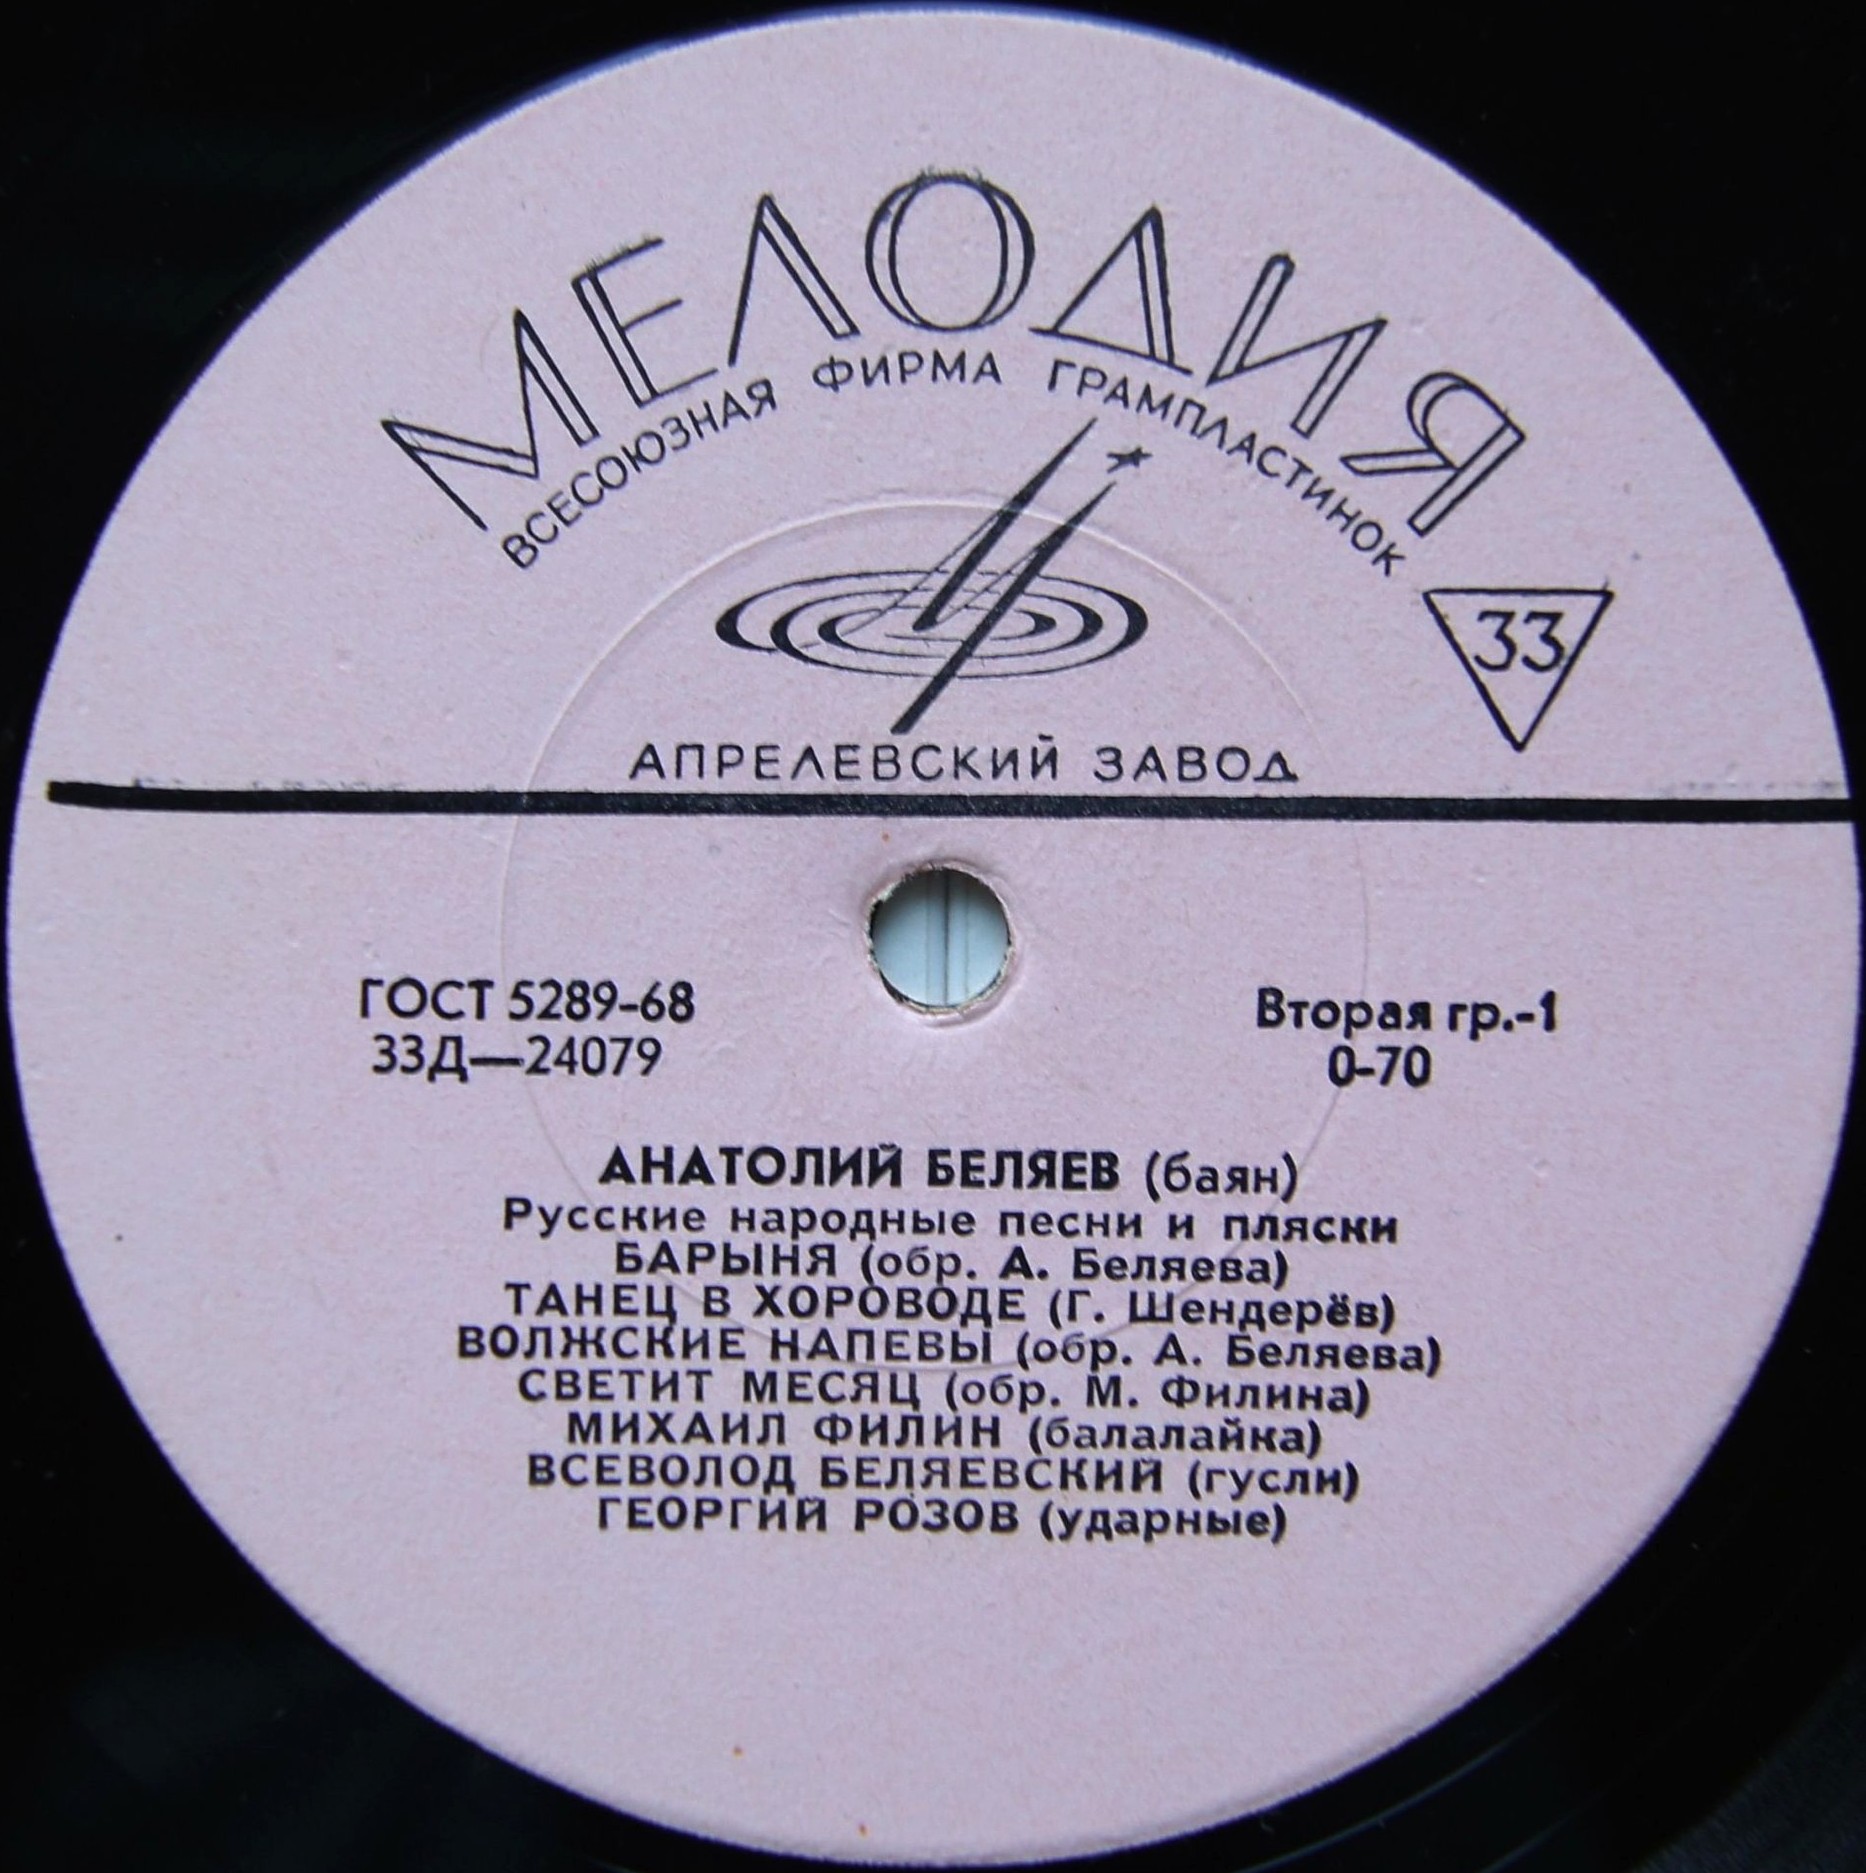 МЕЛОДИЯ
ВСЕСОЮЗНАЯ ФИРМА ГРАМПЛАСТИНОК
33
АПРЕЛЕВСКИЙ ЗАВОД
ГОСТ 5289-68
33Д—24079
Вторая гр.-1
0-70
АНАТОЛИЙ БЕЛЯЕВ (баян)
Русские народные песни и пляски
БАРЫНЯ (обр. А. Беляева)
ТАНЕЦ В ХОРОВОДЕ (Г. Шендерёв)
ВОЛЖСКИЕ НАПЕВЫ (обр. А. Беляева)
СВЕТИТ МЕСЯЦ (обр. М. Филина)
МИХАИЛ ФИЛИН (балалайка)
ВСЕВОЛОД БЕЛЯЕВСКИЙ (гусли)
ГЕОРГИЙ РОЗОВ (ударные)